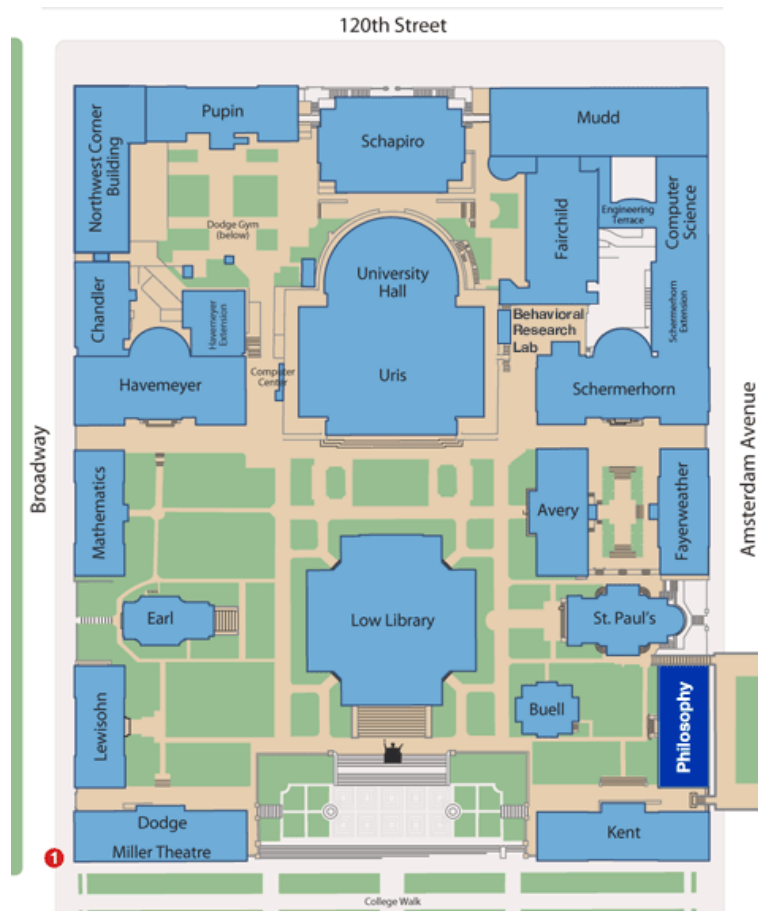 120th Street
Pupin
Mudd
Schapiro
Northwest Corner
Building
Computer
Science
Engineering
Terrace
Dodge Gym
(below)
Fairchild
University
Hall
Chandler
Havemeyer
Extension
Schermerhorn
Extension
Behavioral
Research
Lab
Computer
Center
Uris
Havemeyer
Schermerhorn
Broadway
Amsterdam Avenue
Mathematics
Avery
Fayerweather
Earl
Low Library
St. Paul's
Lewisohn
Buell
Philosophy
Dodge
Miller Theatre
Kent
1
College Walk